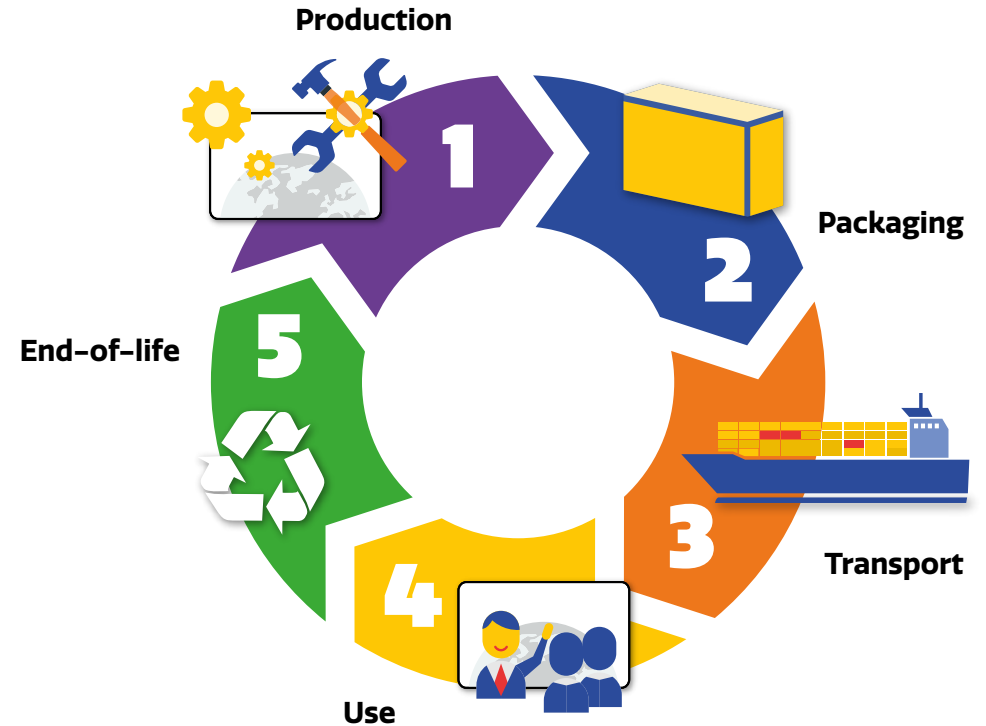 Production
1
Packaging
2
Transport
3
Use
4
End-of-life
5